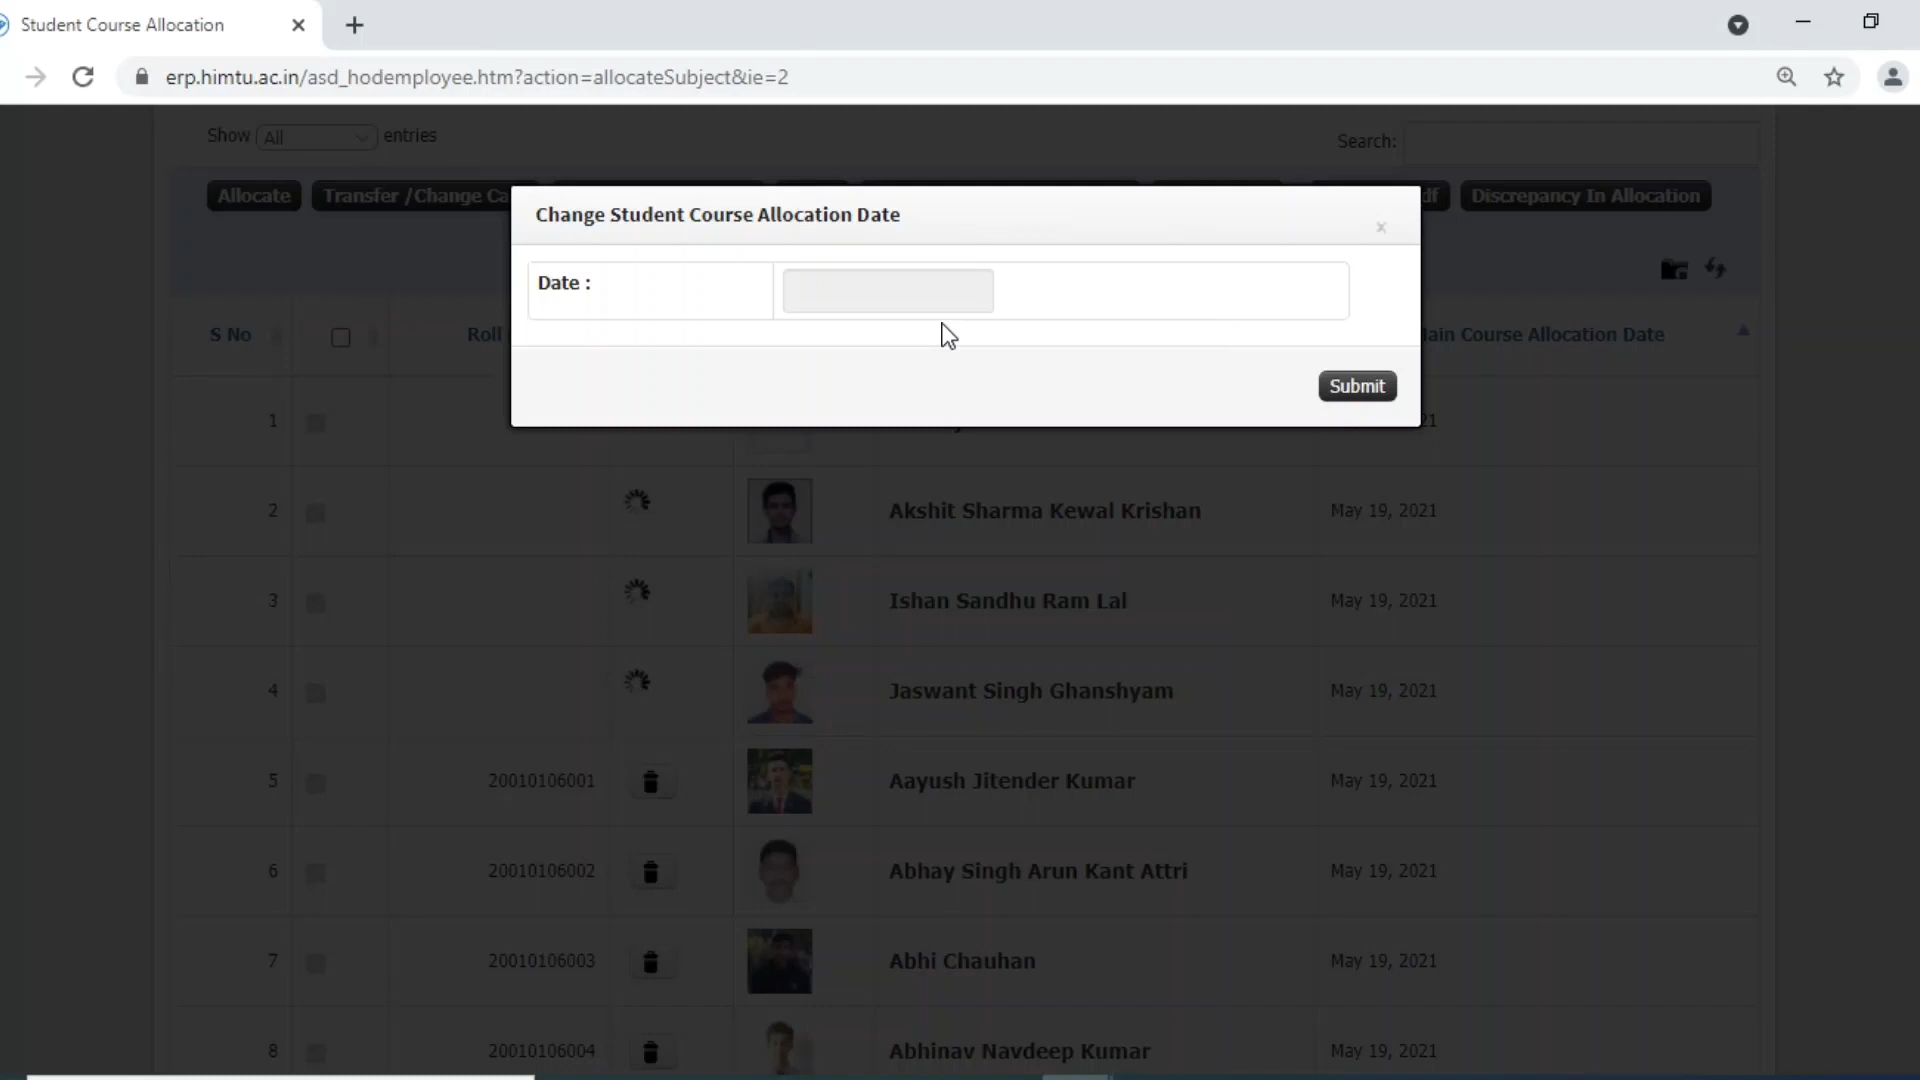 Student Course Allocation
erp.himtu.ac.in/asd_hodemployee.htm?action=allocateSubject&ie=2
Show All entries
Search:
Allocate Transfer /Change Discrepancy In Allocation
Change Student Course Allocation Date
Date :
Submit
S No Roll Course Allocation Date
1
2 Akshit Sharma Kewal Krishan May 19, 2021
3 Ishan Sandhu Ram Lal May 19, 2021
4 Jaswant Singh Ghanshyam May 19, 2021
5 20010106001 Aayush Jitender Kumar May 19, 2021
6 20010106002 Abhay Singh Arun Kant Attri May 19, 2021
7 20010106003 Abhi Chauhan May 19, 2021
8 20010106004 Abhinav Navdeep Kumar May 19, 2021